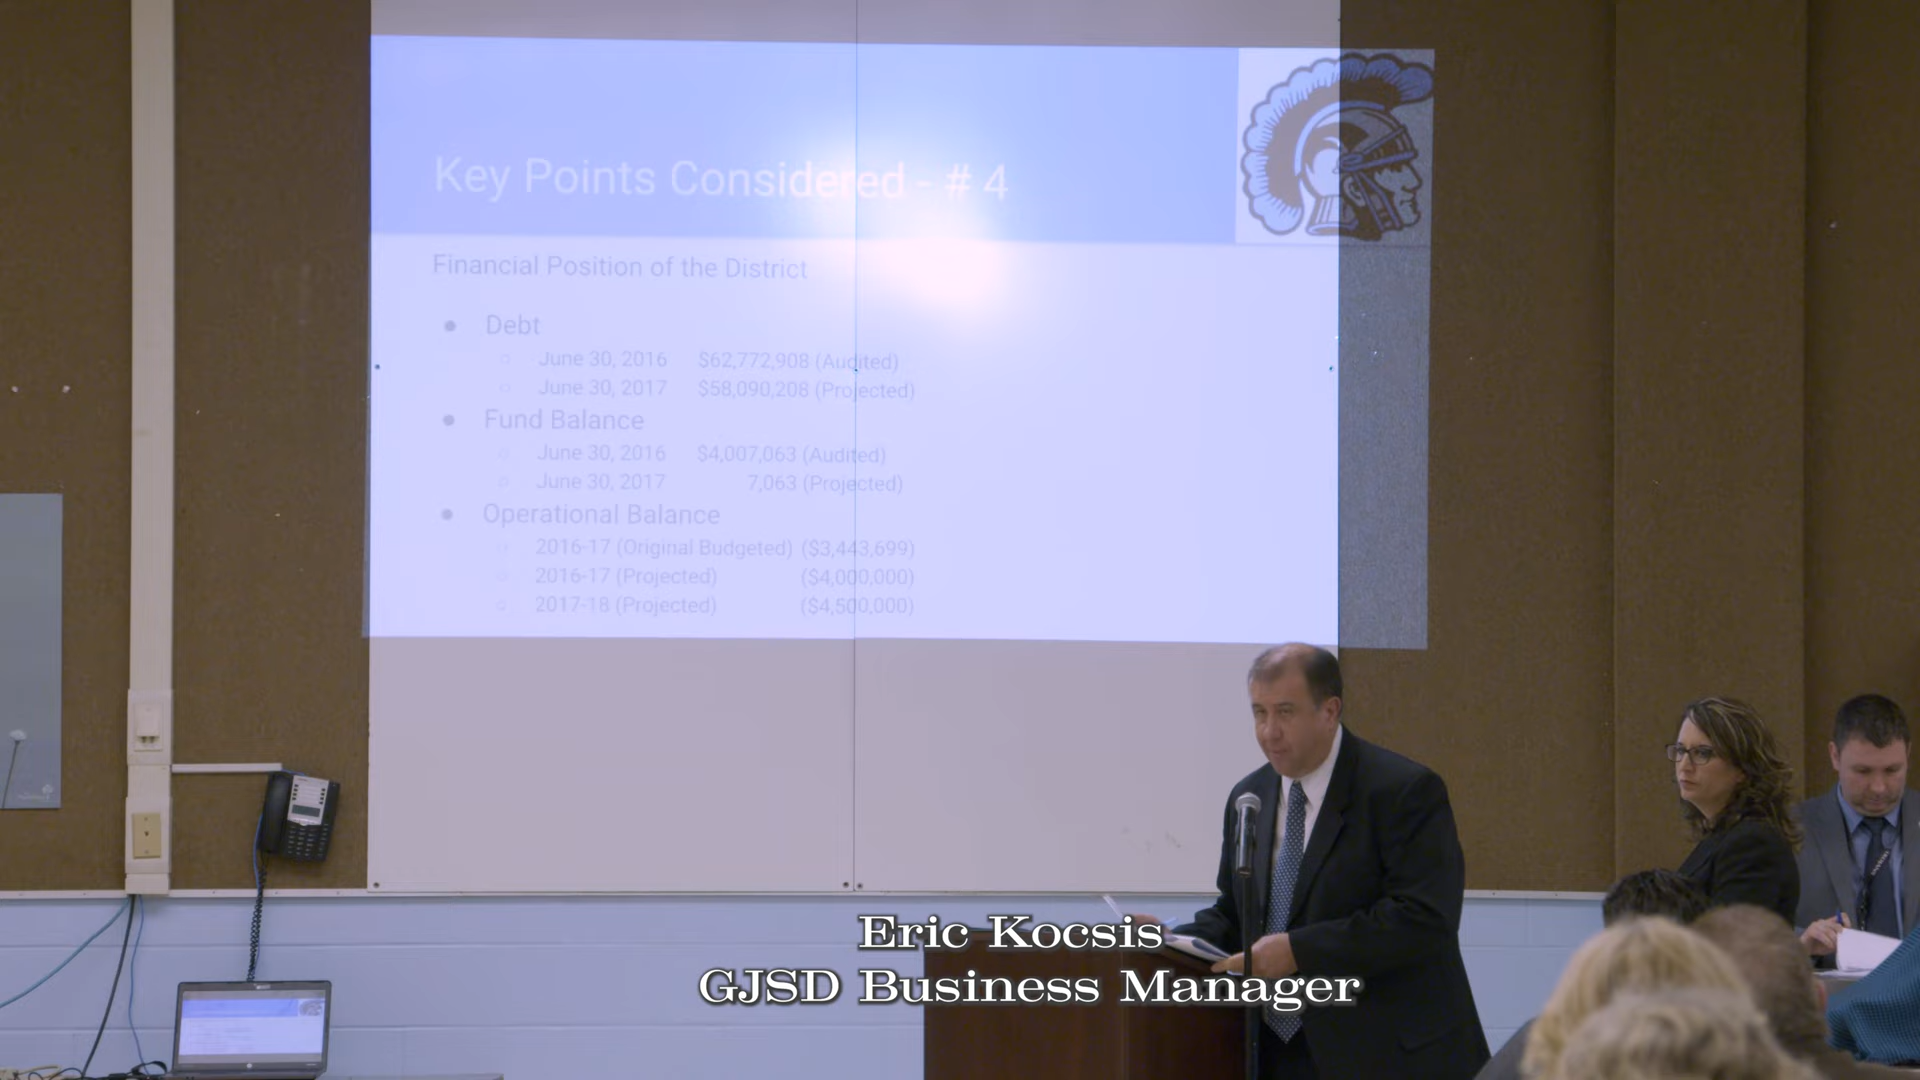 Key Points Considered - # 4
Financial Position of the District
● Debt
○ June 30, 2016 $62,772,908 (Audited)
○ June 30, 2017 $58,090,208 (Projected)
● Fund Balance
○ June 30, 2016 $4,007,063 (Audited)
○ June 30, 2017 7,063 (Projected)
● Operational Balance
○ 2016-17 (Original Budgeted) ($3,443,699)
○ 2016-17 (Projected) ($4,000,000)
○ 2017-18 (Projected) ($4,500,000)
Eric Kocsis
GJSD Business Manager